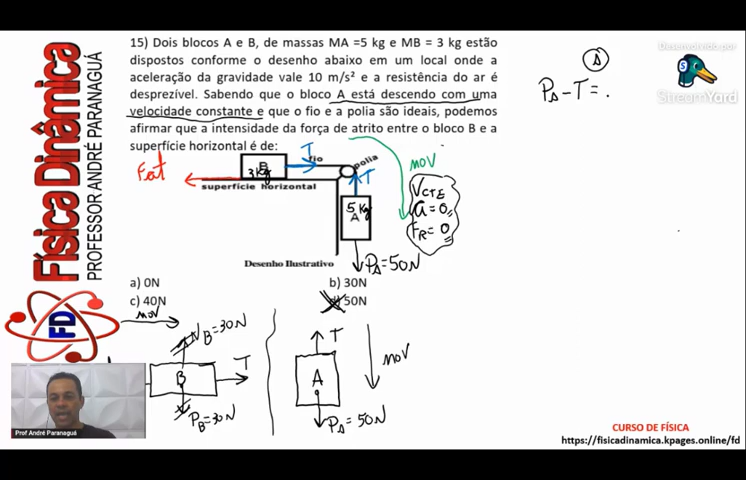 15) Dois blocos A e B, de massas MA =5 kg e MB = 3 kg estão
dispostos conforme o desenho abaixo em um local onde a
aceleração da gravidade vale 10 m/s² e a resistência do ar é
desprezível. Sabendo que o bloco A está descendo com uma
velocidade constante e que o fio e a polia são ideais, podemos
afirmar que a intensidade da força de atrito entre o bloco B e a
superfície horizontal é de:
Física Dinâmica
PROFESSOR ANDRÉ PARANAGUÁ
Desenvolvido por
StreamYard
A
PA - T = .
Fat
B
3kg
T
fio
polia
mov
superfície horizontal
T
5kg
A
VCTE
a = 0
FR = 0
PA = 50N
Desenho Ilustrativo
a) 0N
b) 30N
c) 40N
50N
mov
FD
NB = 30N
B
T
PB = 30N
T
A
mov
PA = 50N
Prof André Paranaguá
CURSO DE FÍSICA
https://fisicadinamica.kpages.online/fd